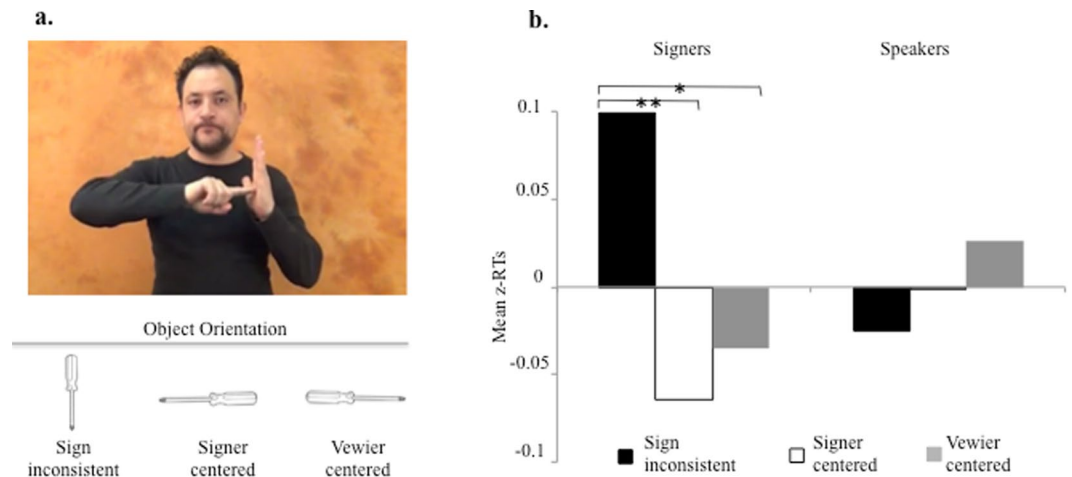 a.
Object Orientation
Sign
inconsistent
Signer
centered
Vewier
centered
b.
Signers
Speakers
*
**
0.1
0.05
0
-0.05
-0.1
Mean z-RTs
Sign
inconsistent
Signer
centered
Vewier
centered